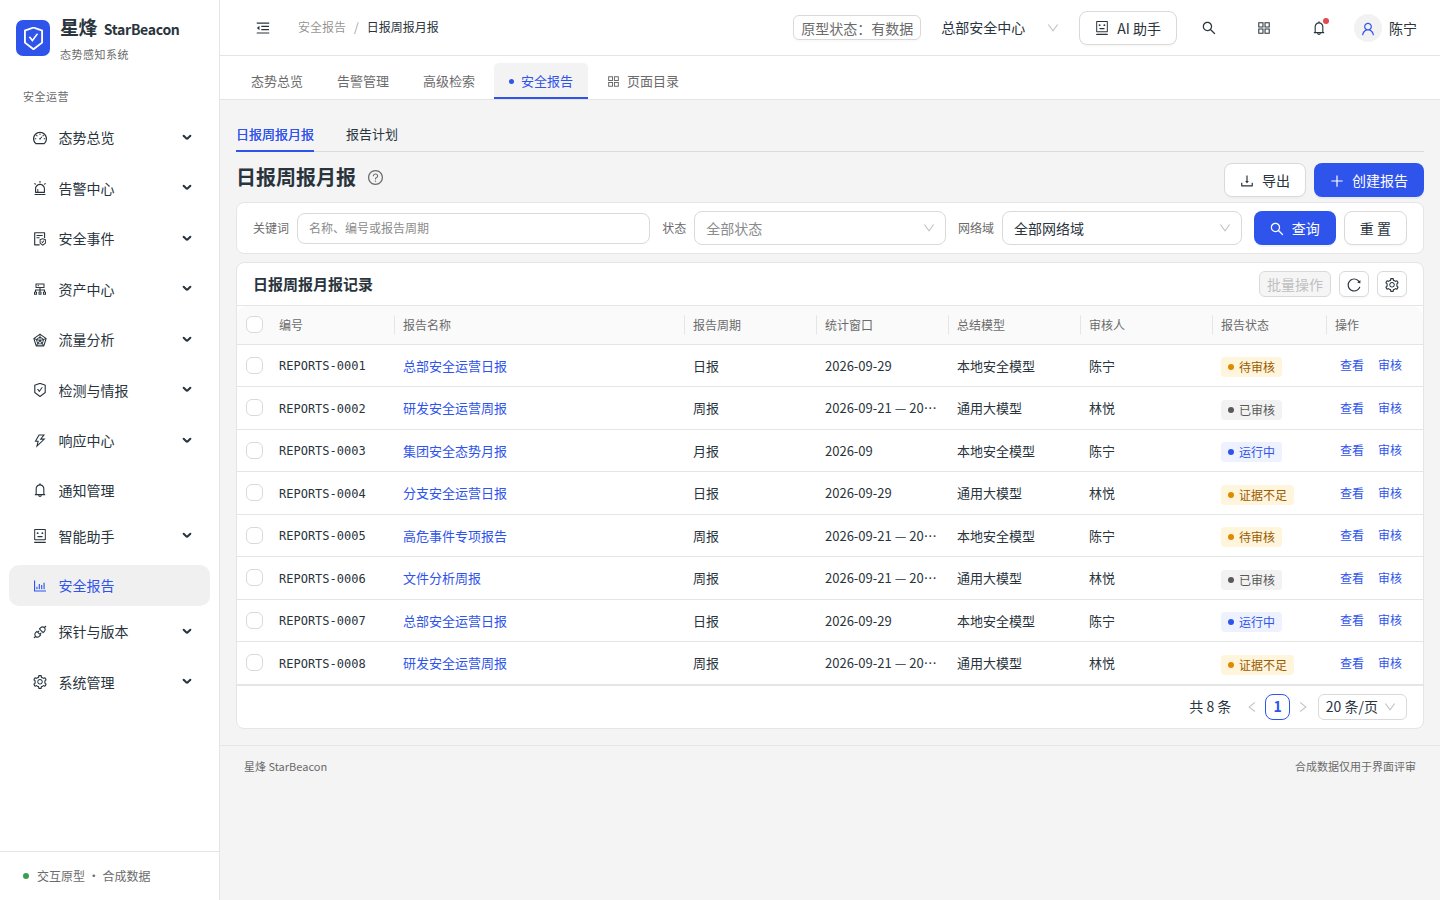 星烽 StarBeacon
态势感知系统
安全运营
态势总览
告警中心
安全事件
资产中心
流量分析
检测与情报
响应中心
通知管理
智能助手
安全报告
探针与版本
系统管理
交互原型 · 合成数据
安全报告 / 日报周报月报
原型状态：有数据
总部安全中心
AI 助手
陈宁
态势总览 告警管理 高级检索 安全报告 页面目录
日报周报月报 报告计划
日报周报月报
导出
创建报告
关键词 名称、编号或报告周期 状态 全部状态 网络域 全部网络域 查询 重 置
日报周报月报记录
批量操作
编号 报告名称 报告周期 统计窗口 总结模型 审核人 报告状态 操作
REPORTS-0001 总部安全运营日报 日报 2026-09-29 本地安全模型 陈宁 待审核 查看 审核
REPORTS-0002 研发安全运营周报 周报 2026-09-21 — 20··· 通用大模型 林悦 已审核 查看 审核
REPORTS-0003 集团安全态势月报 月报 2026-09 本地安全模型 陈宁 运行中 查看 审核
REPORTS-0004 分支安全运营日报 日报 2026-09-29 通用大模型 林悦 证据不足 查看 审核
REPORTS-0005 高危事件专项报告 周报 2026-09-21 — 20··· 本地安全模型 陈宁 待审核 查看 审核
REPORTS-0006 文件分析周报 周报 2026-09-21 — 20··· 通用大模型 林悦 已审核 查看 审核
REPORTS-0007 总部安全运营日报 日报 2026-09-29 本地安全模型 陈宁 运行中 查看 审核
REPORTS-0008 研发安全运营周报 周报 2026-09-21 — 20··· 通用大模型 林悦 证据不足 查看 审核
共 8 条 1 20 条/页
星烽 StarBeacon
合成数据仅用于界面评审